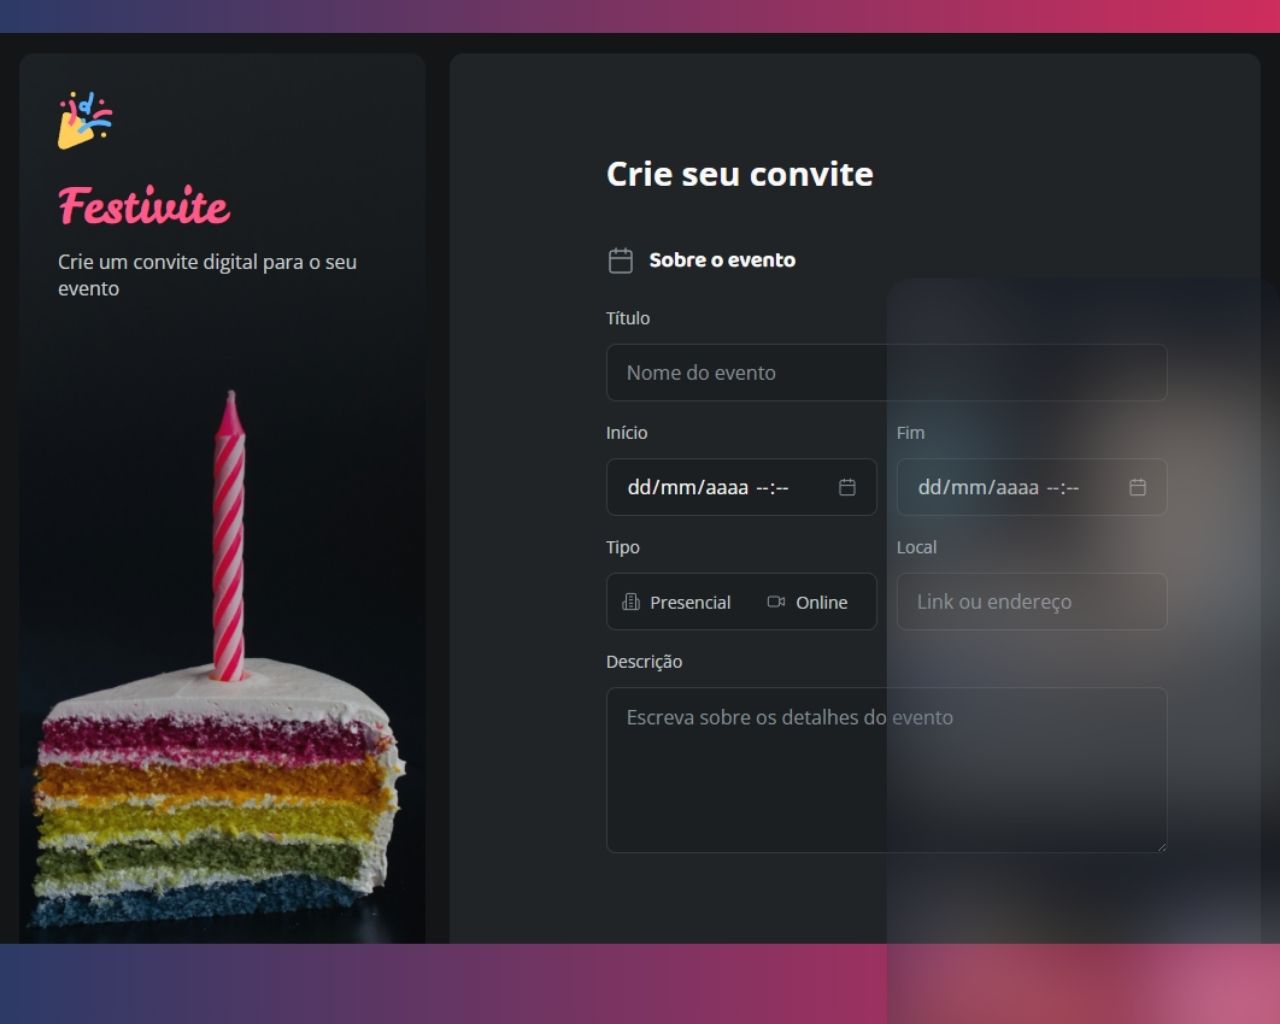 Festivite
Crie um convite digital para o seu
evento
Crie seu convite
Sobre o evento
Título
Nome do evento
Início
Fim
dd/mm/aaaa --:--
dd/mm/aaaa --:--
Tipo
Local
Presencial
Online
Link ou endereço
Descrição
Escreva sobre os detalhes do evento